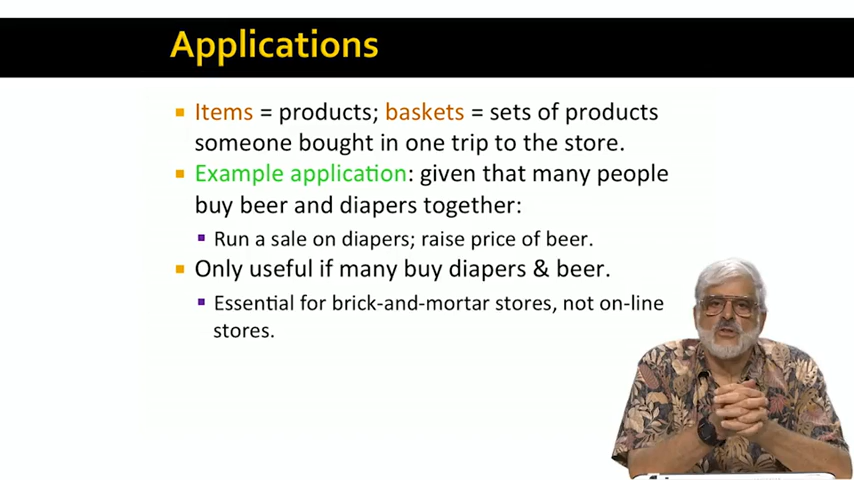 Applications
Items = products; baskets = sets of products
someone bought in one trip to the store.
Example application: given that many people
buy beer and diapers together:
Run a sale on diapers; raise price of beer.
Only useful if many buy diapers & beer.
Essential for brick-and-mortar stores, not on-line
stores.